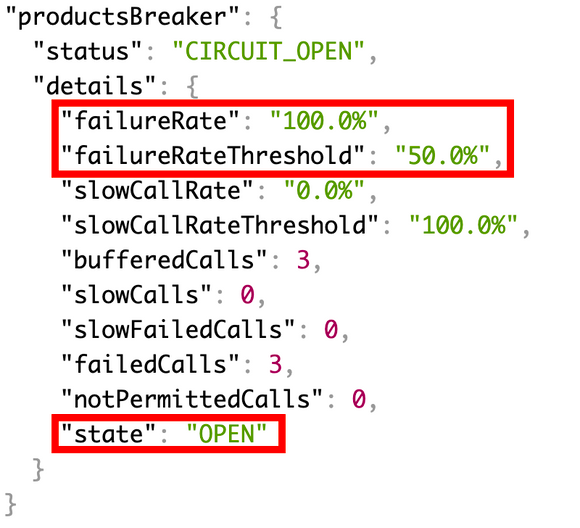 "productsBreaker": {
"status": "CIRCUIT_OPEN",
"details": {
"failureRate": "100.0%",
"failureRateThreshold": "50.0%",
"slowCallRate": "0.0%",
"slowCallRateThreshold": "100.0%",
"bufferedCalls": 3,
"slowCalls": 0,
"slowFailedCalls": 0,
"failedCalls": 3,
"notPermittedCalls": 0,
"state": "OPEN"
}
}